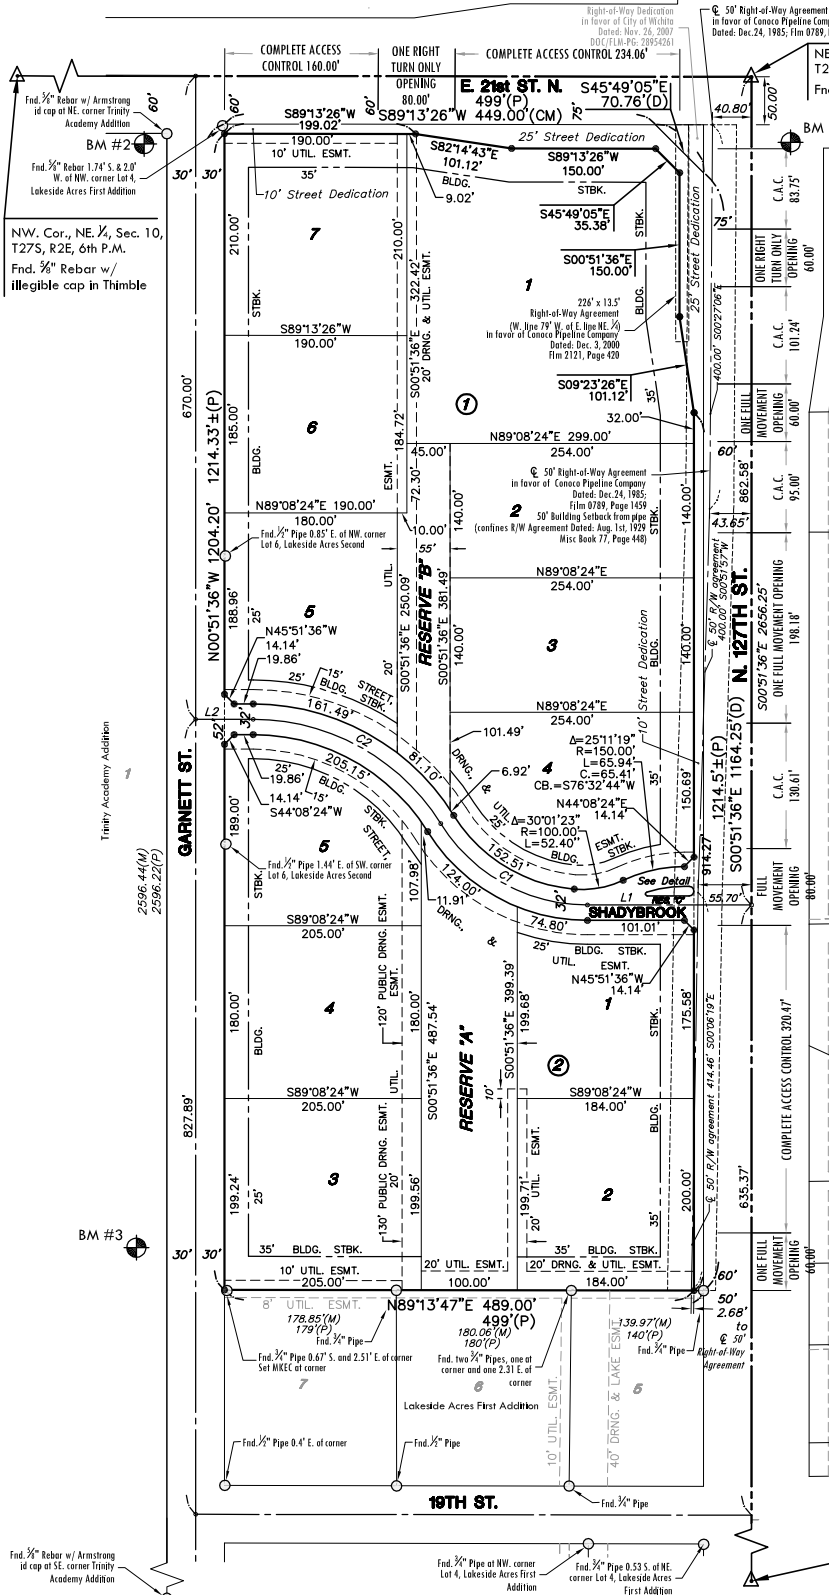 Right-of-Way Dedication
in favor of City of Wichita
Dated: Nov. 26, 2007
DOC/FLM-PG: 28954261
℄ 50' Right-of-Way Agreement
in favor of Conoco Pipeline Comp
Dated: Dec.24, 1985; Flm 0789,
COMPLETE ACCESS
CONTROL 160.00'
ONE RIGHT
TURN ONLY
OPENING
80.00'
COMPLETE ACCESS CONTROL 234.06'
NE
T2
Fn
E. 21st ST. N.
499'(P)
S89°13'26"W 449.00'(CM)
S45°49'05"E
70.76'(D)
75'
40.80'
50.00'
Fnd. ⅝" Rebar w/ Armstrong
id cap at NE. corner Trinity
Academy Addition
60'
60'
60'
BM #2
BM
S89°13'26"W
199.02'
190.00'
10' UTIL. ESMT.
35'
10' Street Dedication
S82°14'43"E
101.12'
BLDG.
9.02'
25' Street Dedication
S89°13'26"W
150.00'
STBK.
S45°49'05"E
35.38'
Fnd. ⅝" Rebar 1.74' S. & 2.0'
W. of NW. corner Lot 4,
Lakeside Acres First Addition
30'
30'
NW. Cor., NE.¼, Sec. 10,
T27S, R2E, 6th P.M.
Fnd. ⅝" Rebar w/
illegible cap in Thimble
C.A.C.
83.75'
75'
STBK.
BLDG.
25' Street Dedication
S00°51'36"E
150.00'
ONE RIGHT
TURN ONLY
OPENING
60.00'
7
210.00'
210.00'
322.42'
S00°51'36"E
20' DRNG. & UTIL. ESMT.
1
226' x 13.5'
Right-of-Way Agreement
(W. line 79' W. of E. line NE.¼)
in favor of Conoco Pipeline Company
Dated: Dec. 3, 2000
Flm 2121, Page 420
400.00' S00°27'06"E
C.A.C.
101.24'
STBK.
S89°13'26"W
190.00'
670.00'
1214.33'±(P)
S09°23'26"E
101.12'
35'
1
32.00'
ONE FULL
MOVEMENT
OPENING
60.00'
6
185.00'
184.72'
BLDG.
ESMT.
N89°08'24"E 299.00'
45.00'
254.00'
60'
862.58'
C.A.C.
95.00'
72.30'
℄ 50' Right-of-Way Agreement
in favor of Conoco Pipeline Company
Dated: Dec.24, 1985;
Film 0789, Page 1459
50' Building Setback from pipe
(confines R/W Agreement Dated: Aug. 1st, 1929
Misc Book 77, Page 448)
2
140.00'
140.00'
STBK.
N89°08'24"E 190.00'
180.00'
10.00'
43.65'
Fnd.½" Pipe 0.85' E. of NW. corner
Lot 6, Lakeside Acres Second
N00°51'36"W 1204.20'
UTIL.
55'
RESERVE "B"
S00°51'36"E 250.09'
S00°51'36"E 381.49'
N89°08'24"E
254.00'
℄ 50' R/W agreement
400.00' S00°51'57"W
N. 127TH ST.
S00°51'36"E 2656.25'
ONE FULL MOVEMENT OPENING
198.18'
5
188.96'
25'
20'
N45°51'36"W
14.14'
19.86'
3
140.00'
140.00'
10' Street Dedication
BLDG.
25'
15'
BLDG.
STREET,
STBK.
N89°08'24"E
254.00'
161.49'
L2
32'
52'
C2
81.10'
101.49'
DRNG., & UTIL.
25'
6.92'
4
Δ=25°11'19"
R=150.00'
L=65.94'
C.=65.41'
CB.=S76°32'44"W
N44°08'24"E
14.14'
35'
150.69'
1214.5'±(P)
S00°51'36"E 1164.25'(D)
C.A.C.
130.61'
Trinity Academy Addition
1
GARNETT ST.
2596.44(M)
2596.22(P)
205.15'
25'
19.86'
14.14'
S44°08'24"W
15'
BLDG.
STBK.
STREET,
Δ=30°01'23"
R=100.00'
L=52.40"
ESMT.
STBK.
BLDG.
152.51'
914.27'
189.00'
5
Fnd.½" Pipe 1.44' E. of SW. corner
Lot 6, Lakeside Acres Second
STBK.
107.98'
124.00'
11.91'
C1
32'
See Detail
L1
SHADYBROOK
55.70'
FULL
MOVEMENT
OPENING
80.00'
DRNG.,
&
74.80'
101.01'
S89°08'24"W
205.00'
25'
BLDG. STBK.
UTIL. ESMT.
N45°51'36"W
14.14'
120' PUBLIC DRNG. ESMT.
ESMT.
180.00'
4
180.00'
BLDG.
S00°51'36"E 487.54'
S00°51'36"E 399.39'
199.68'
1
STBK.
175.58'
RESERVE "A"
2
℄ 50' R/W agreement 414.46' S00°06'19"E
COMPLETE ACCESS CONTROL 320.47'
UTIL.
10'
S89°08'24"W
205.00'
S89°08'24"W
184.00'
827.89'
130' PUBLIC DRNG. ESMT.
20'
199.24'
25'
3
199.56'
199.71'
20' UTIL. ESMT.
2
BLDG.
35'
200.00'
635.37'
BM #3
30'
30'
35' BLDG. STBK.
10' UTIL. ESMT.
205.00'
20' UTIL. ESMT.
100.00'
35' BLDG. STBK.
20' DRNG. & UTIL. ESMT.
184.00'
60'
ONE FULL
MOVEMENT
OPENING
60.00'
8' UTIL. ESMT.
N89°13'47"E 489.00'
499'(P)
178.85'(M)
179'(P)
Fnd.¾" Pipe
180.06'(M)
180'(P)
139.97'(M)
140'(P)
Fnd.¾" Pipe
50'
2.68'
to
℄ 50'
Right-of-Way
Agreement
Fnd.¾" Pipe 0.67' S. and 2.51' E. of corner
Set MKEC at corner
Fnd. two ¾" Pipes, one at
corner and one 2.31 E. of
corner
7
6
5
Lakeside Acres First Addition
10' UTIL. ESMT.
40' DRNG. & LAKE ESMT.
Fnd.½" Pipe 0.4' E. of corner
Fnd.½" Pipe
Fnd.¾" Pipe
19TH ST.
Fnd. ⅝" Rebar w/ Armstrong
id cap at SE. corner Trinity
Academy Addition
Fnd. ¾" Pipe at NW. corner
Lot 4, Lakeside Acres First
Addition
Fnd. ¾" Pipe 0.53 S. of NE.
corner Lot 4, Lakeside Acres
First Addition